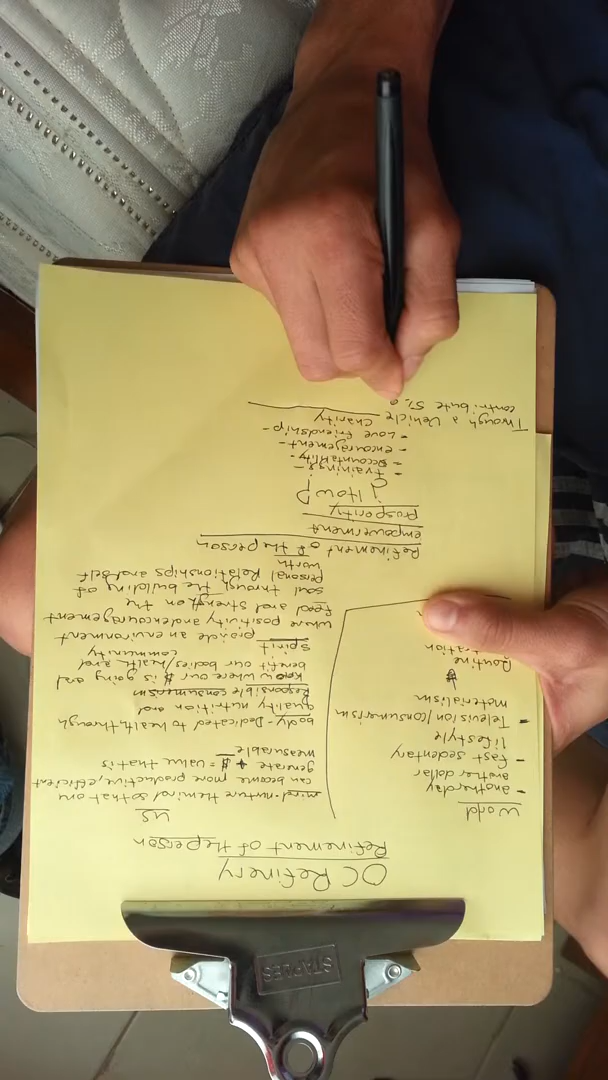 STAPLES
OC Refinery
Refinement of the person
World
- another day
another dollar
- fast sedentary
lifestyle
- Television/consumerism
materialism
$
Routine
US
mind - nurture the mind so that one
can become more productive, efficient
generate + $ = value that is
measurable
body - Dedicated to health through
quality nutrition and
Responsible consumerism
Know where our $ is going and
benefit our bodies/health and
community
Spirit - provide an environment
where positivity and encouragement
feed and strengthen the
soul through the building of
personal Relationships and self
worth
Refinement of the person
empowerment
prosperity
¿How?
- training -
- accountability -
- encouragement -
- Love friendship -
Through a Vehicle charity
contribute 51%